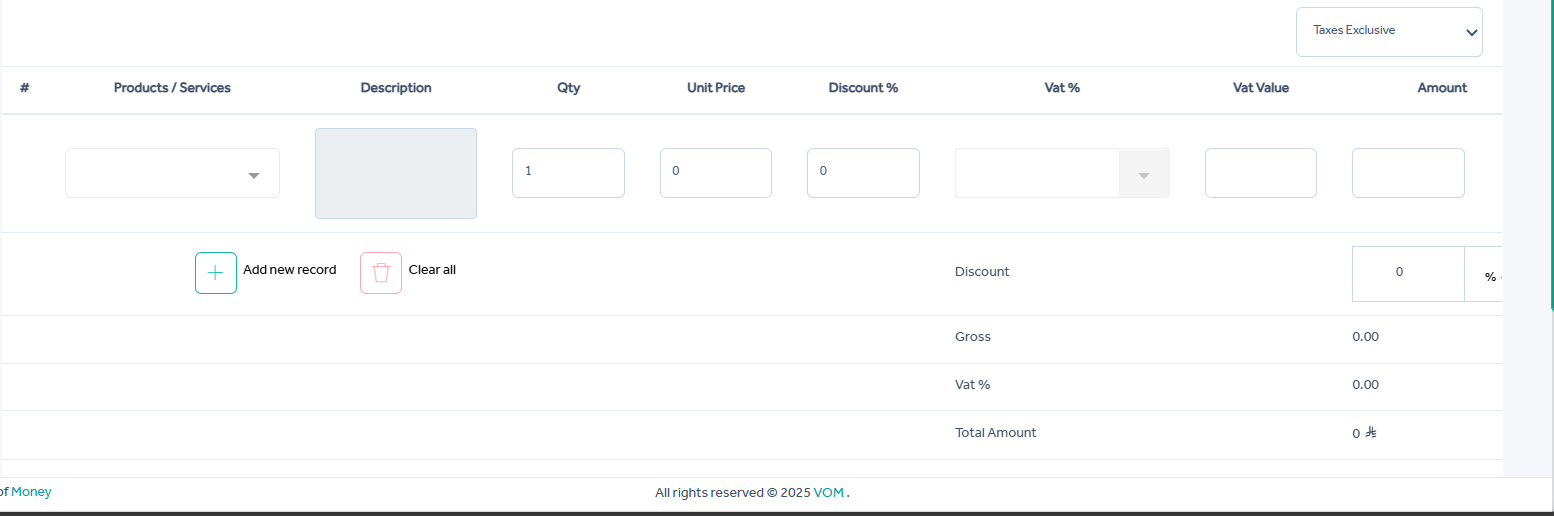 Taxes Exclusive
# Products / Services Description Qty Unit Price Discount % Vat % Vat Value Amount
1 0 0
Add new record Clear all Discount 0 %
Gross 0.00
Vat % 0.00
Total Amount 0 ⃁
of Money All rights reserved © 2025 VOM .